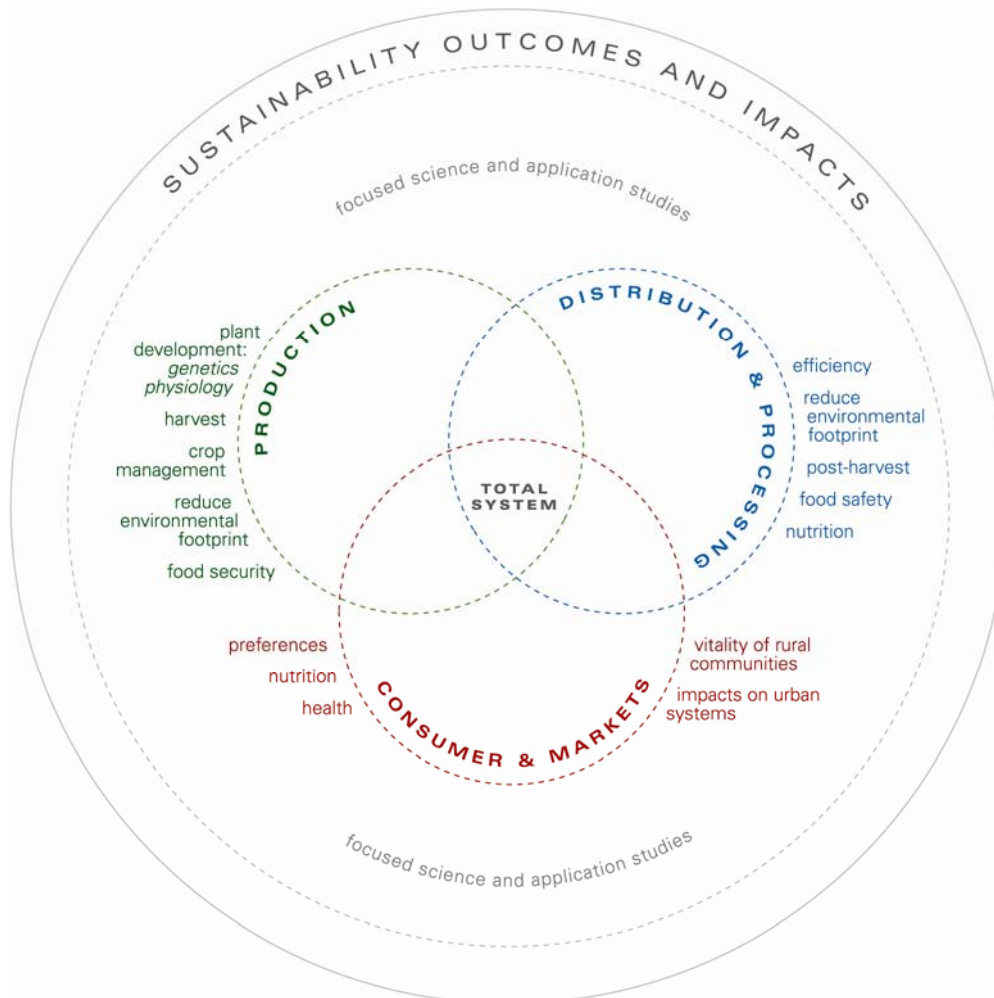 SUSTAINABILITY OUTCOMES AND IMPACTS
focused science and application studies
PRODUCTION
plant
development:
genetics
physiology
harvest
crop
management
reduce
environmental
footprint
food security
DISTRIBUTION & PROCESSING
efficiency
reduce
environmental
footprint
post-harvest
food safety
nutrition
TOTAL
SYSTEM
preferences
nutrition
health
CONSUMER & MARKETS
vitality of rural
communities
impacts on urban
systems
focused science and application studies